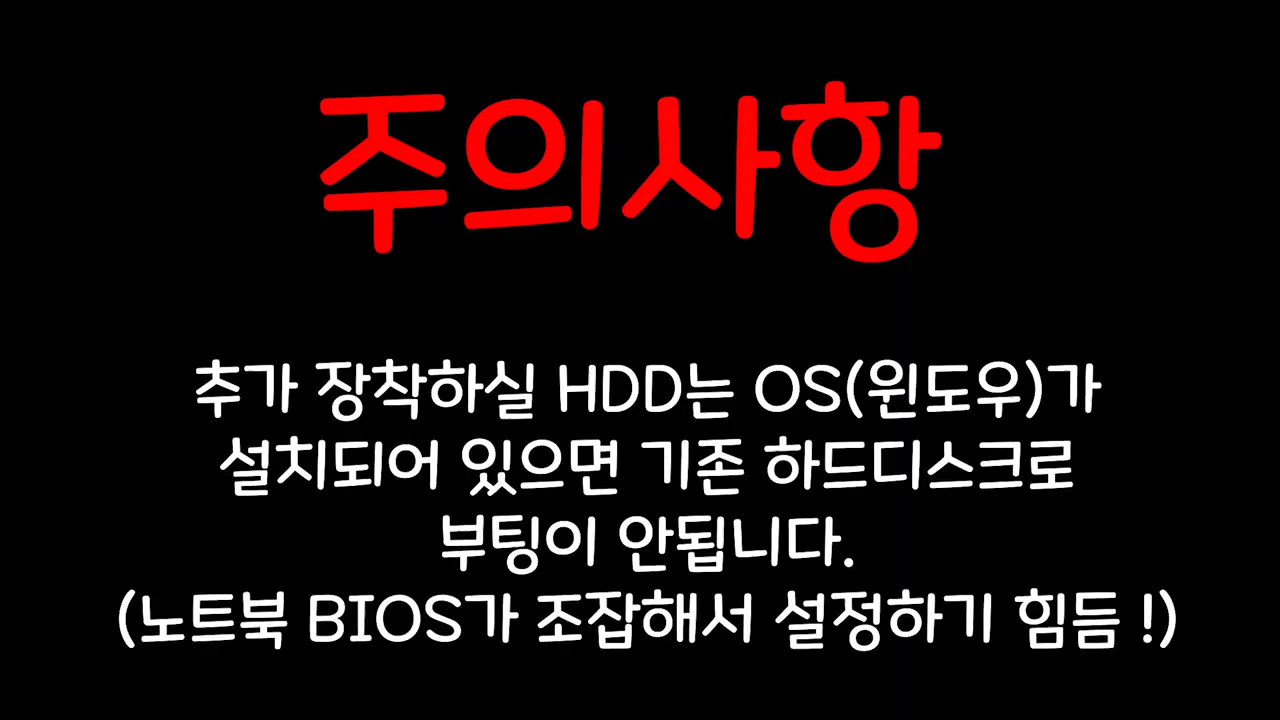 주의사항
추가 장착하실 HDD는 OS(윈도우)가
설치되어 있으면 기존 하드디스크로
부팅이 안됩니다.
(노트북 BIOS가 조잡해서 설정하기 힘듬 !)